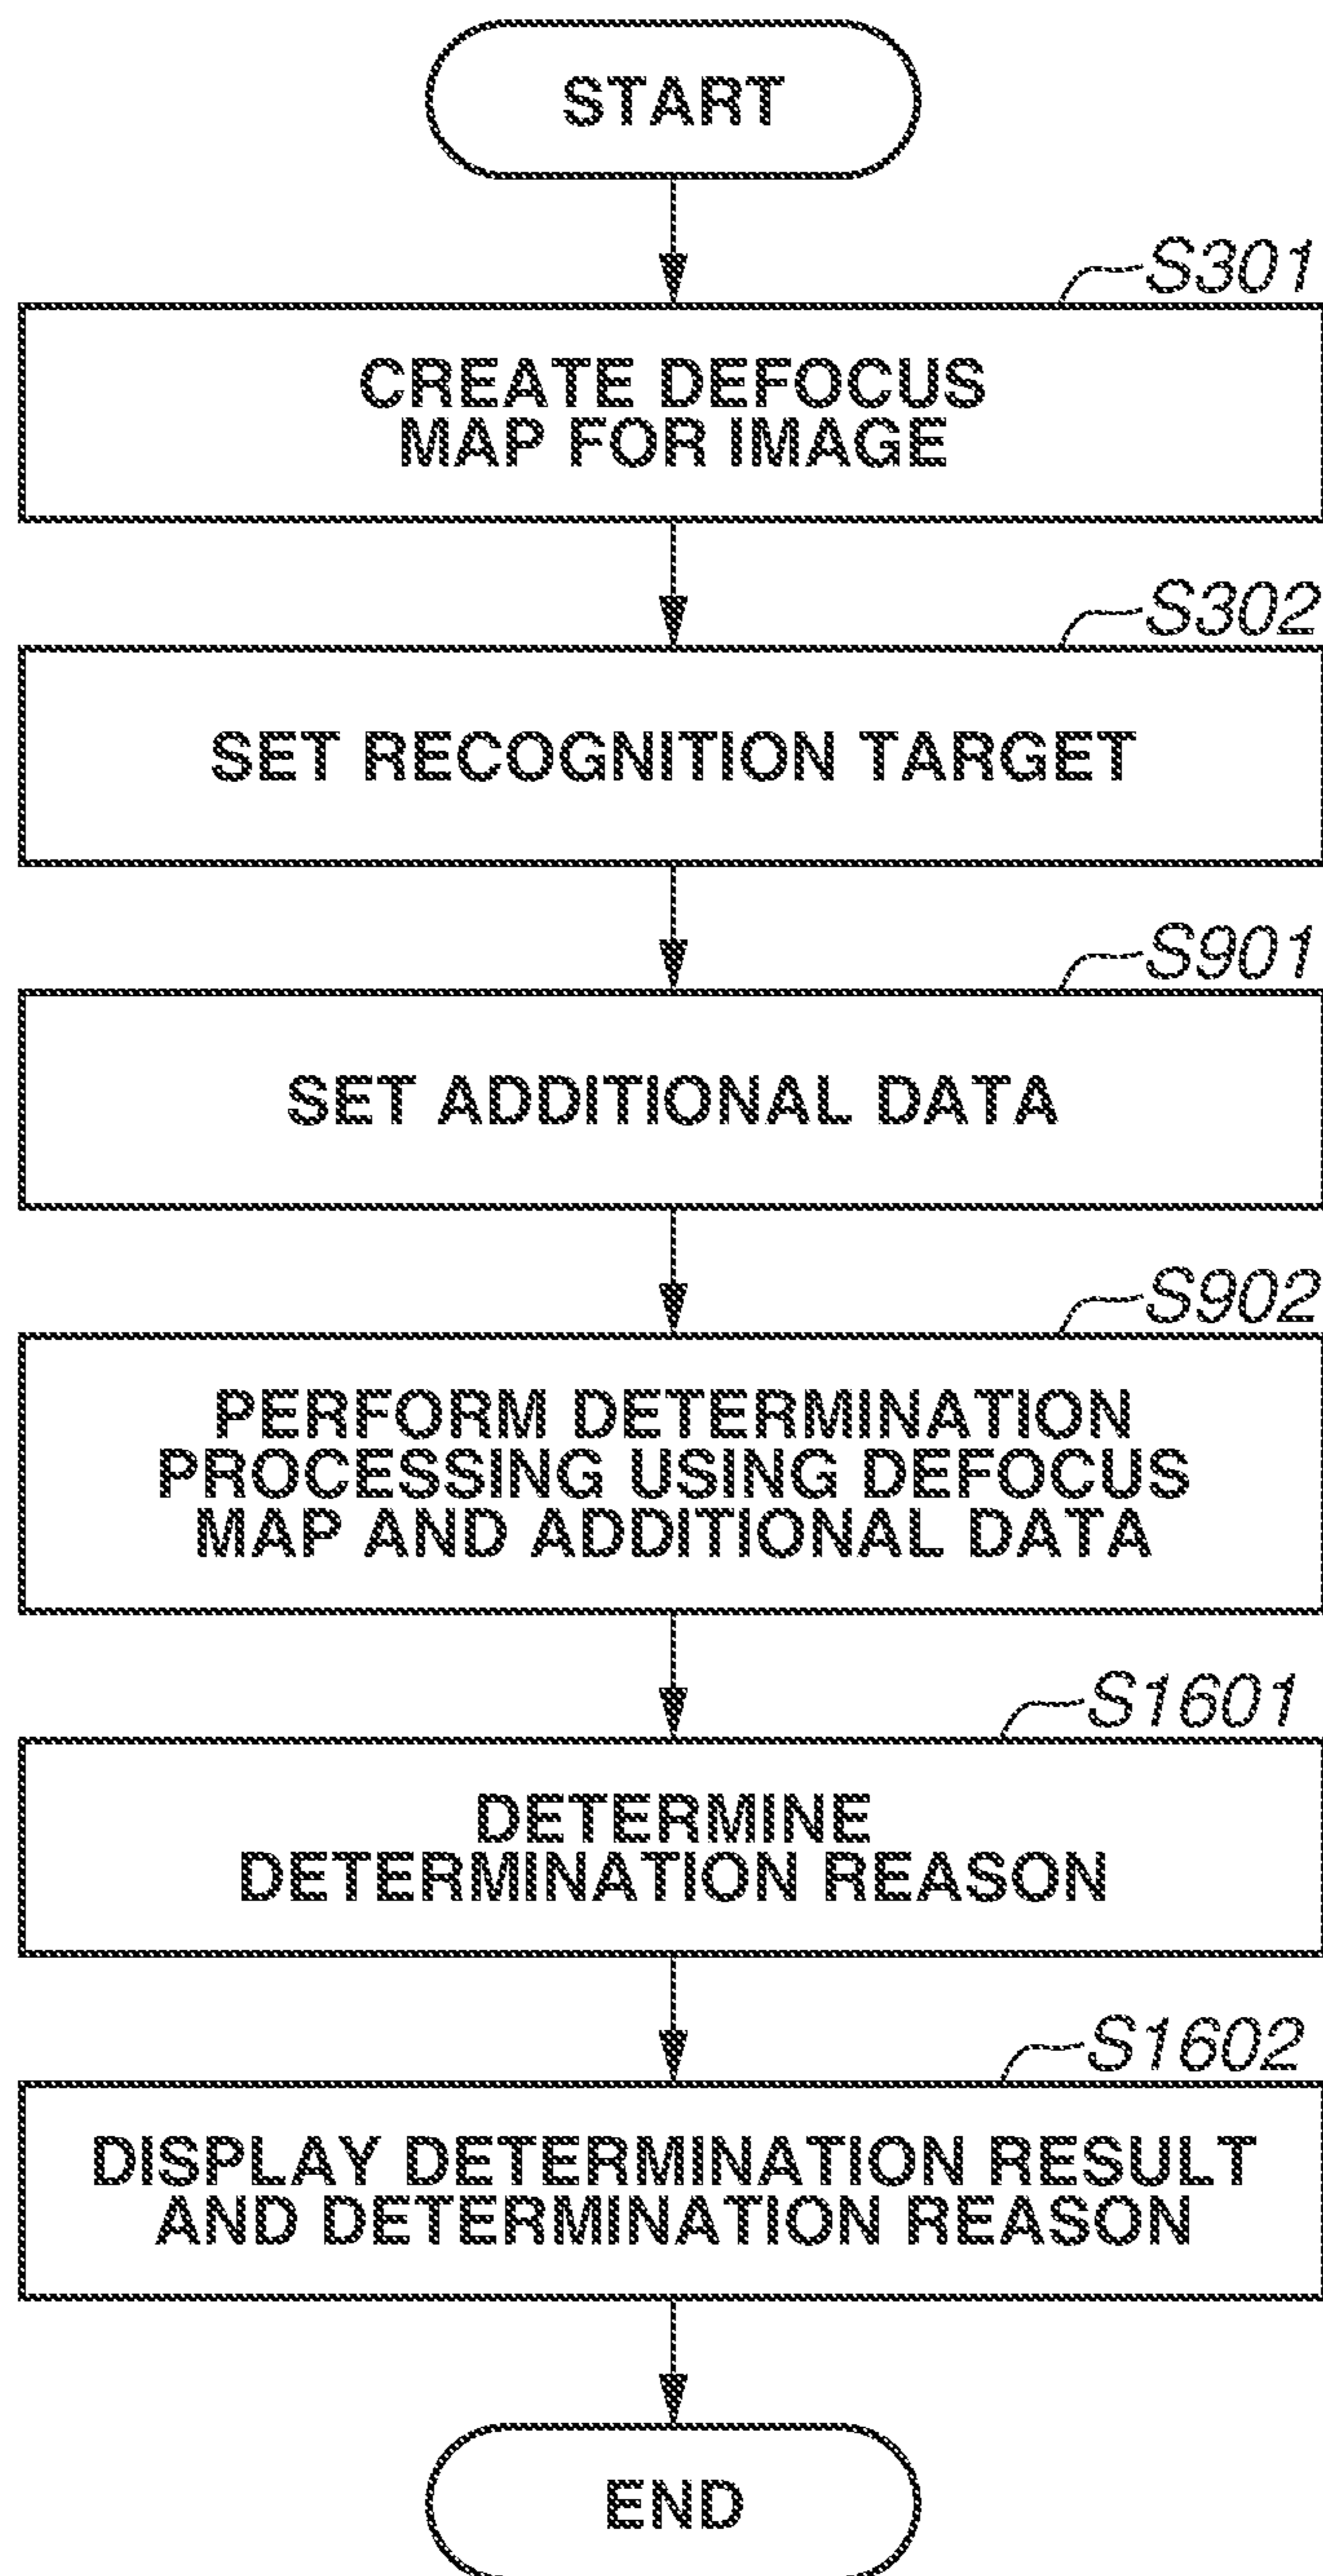 START
S301
CREATE DEFOCUS
MAP FOR IMAGE
S302
SET RECOGNITION TARGET
S901
SET ADDITIONAL DATA
S902
PERFORM DETERMINATION
PROCESSING USING DEFOCUS
MAP AND ADDITIONAL DATA
S1601
DETERMINE
DETERMINATION REASON
S1602
DISPLAY DETERMINATION RESULT
AND DETERMINATION REASON
END